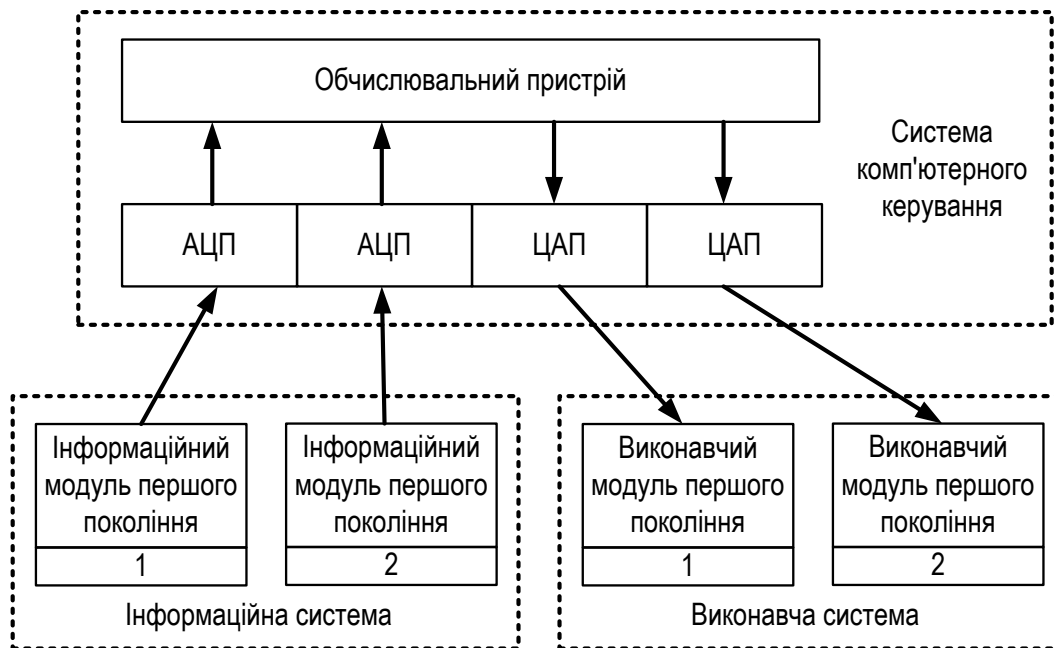 Обчислювальний пристрій
Система
комп'ютерного
керування
АЦП
АЦП
ЦАП
ЦАП
Інформаційний
модуль першого
покоління
1
Інформаційний
модуль першого
покоління
2
Інформаційна система
Виконавчий
модуль першого
покоління
1
Виконавчий
модуль першого
покоління
2
Виконавча система